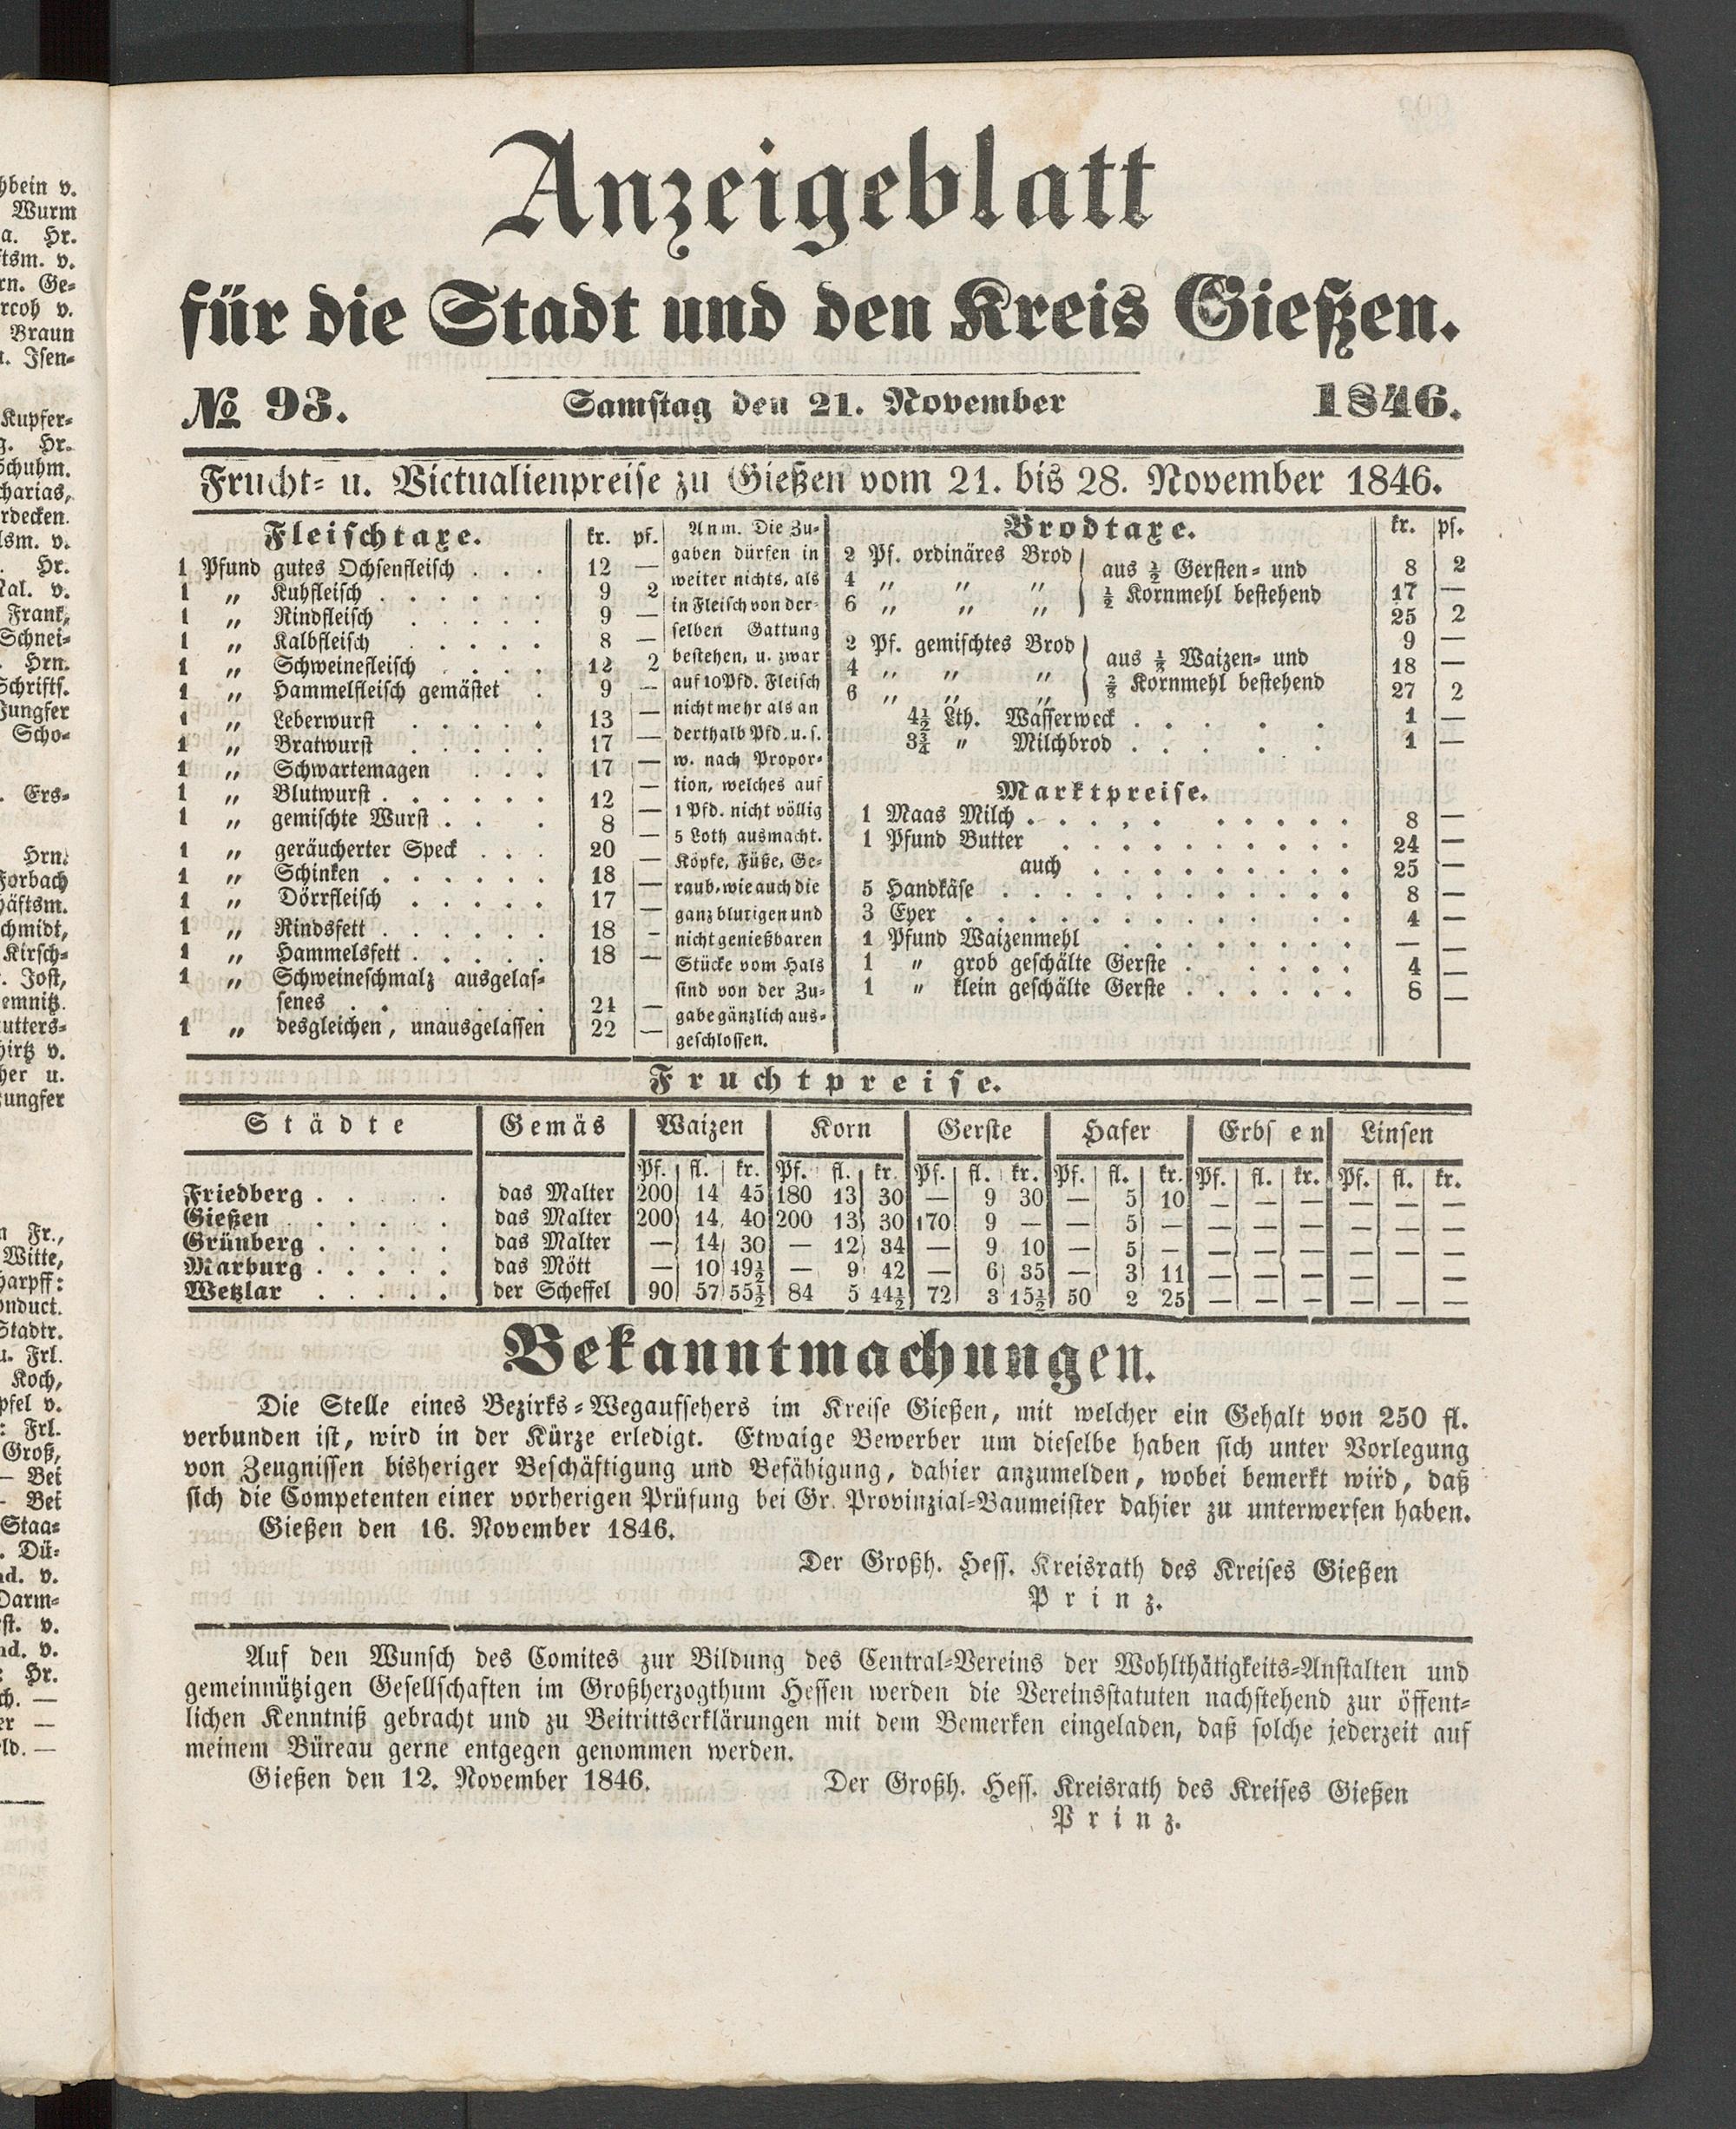 Anzeigeblatt
für die Stadt und den Kreis Gießen.
№ 93. Samstag den 21. November 1846.
Frucht- u. Victualienpreise zu Gießen vom 21. bis 28. November 1846.
Fleischtaxe. kr. pf.
1 Pfund gutes Ochsenfleisch . . . 12 —
1 „ Kuhfleisch . . . . . . 9 2
1 „ Rindfleisch . . . . . 9 —
1 „ Kalbfleisch . . . . . 8 —
1 „ Schweinefleisch . . . . 12 2
1 „ Hammelfleisch gemästet . 9 —
1 „ Leberwurst . . . . . 13 —
1 „ Bratwurst . . . . . 17 —
1 „ Schwartemagen . . . 17 —
1 „ Blutwurst . . . . . . 12 —
1 „ gemischte Wurst . . . 8 —
1 „ geräucherter Speck . . . 20 —
1 „ Schinken . . . . . . 18 —
1 „ Dörrfleisch . . . . . 17 —
1 „ Rindsfett . . . . . . 18 —
1 „ Hammelsfett . . . . . 18 —
1 „ Schweineschmalz ausgelas-
senes . . . . . . 24 —
1 „ desgleichen, unausgelassen 22 —
Anm. Die Zu-
gaben dürfen in
weiter nichts, als
in Fleisch von der-
selben Gattung
bestehen, u. zwar
auf 10 Pfd. Fleisch
nicht mehr als an
derthalb Pfd. u. s.
w. nach Propor-
tion, welches auf
1 Pfd. nicht völlig
5 Loth ausmacht.
Köpfe, Füße, Ge-
raub, wie auch die
ganz blutigen und
nicht genießbaren
Stücke vom Hals
sind von der Zu-
gabe gänzlich aus-
geschlossen.
Brodtaxe. kr. pf.
2 Pf. ordinäres Brod aus ½ Gersten- und 8 2
4 „ „ „ ½ Kornmehl bestehend 17 —
6 „ „ „ 25 2
2 Pf. gemischtes Brod aus ⅓ Waizen- und 9 —
4 „ „ „ ⅔ Kornmehl bestehend 18 —
6 „ „ „ 27 2
4½ Lth. Wasserweck . . . . . 1 —
3¾ „ Milchbrod . . . . . 1 —
Marktpreise.
1 Maas Milch . . . . . . . . . . 8 —
1 Pfund Butter . . . . . . . . . . 24 —
auch . . . . . . . . . 25 —
5 Handkäse . . . . . . . . . . . 8 —
3 Eyer . . . . . . . . . . . . 4 —
1 Pfund Waizenmehl . . . . . . . . — —
1 „ grob geschälte Gerste . . . . . . 4 —
1 „ klein geschälte Gerste . . . . . . 8 —
Fruchtpreise.
Städte Gemäs Waizen Korn Gerste Hafer Erbsen Linsen
Pf. fl. kr. Pf. fl. kr. Pf. fl. kr. Pf. fl. kr. Pf. fl. kr. Pf. fl. kr.
Friedberg . . . . . das Malter 200 14 45 180 13 30 — 9 30 — 5 10 — — — — — —
Gießen . . . . . . das Malter 200 14 40 200 13 30 170 9 — — 5 — — — — — — —
Grünberg . . . . . das Malter — 14 30 — 12 34 — 9 10 — 5 — — — — — — —
Marburg . . . . . das Mött — 10 49½ — 9 42 — 6 35 — 3 11 — — — — — —
Wetzlar . . . . . der Scheffel 90 57 55½ 84 5 44½ 72 3 15½ 50 2 25 — — — — — —
Bekanntmachungen.
Die Stelle eines Bezirks-Wegaufsehers im Kreise Gießen, mit welcher ein Gehalt von 250 fl.
verbunden ist, wird in der Kürze erledigt. Etwaige Bewerber um dieselbe haben sich unter Vorlegung
von Zeugnissen bisheriger Beschäftigung und Befähigung, dahier anzumelden, wobei bemerkt wird, daß
sich die Competenten einer vorherigen Prüfung bei Gr. Provinzial-Baumeister dahier zu unterwerfen haben.
Gießen den 16. November 1846.
Der Großh. Hess. Kreisrath des Kreises Gießen
Prinz.
Auf den Wunsch des Comites zur Bildung des Central-Vereins der Wohlthätigkeits-Anstalten und
gemeinnützigen Gesellschaften im Großherzogthum Hessen werden die Vereinsstatuten nachstehend zur öffent-
lichen Kenntniß gebracht und zu Beitrittserklärungen mit dem Bemerken eingeladen, daß solche jederzeit auf
meinem Büreau gerne entgegen genommen werden.
Gießen den 12. November 1846.
Der Großh. Hess. Kreisrath des Kreises Gießen
Prinz.